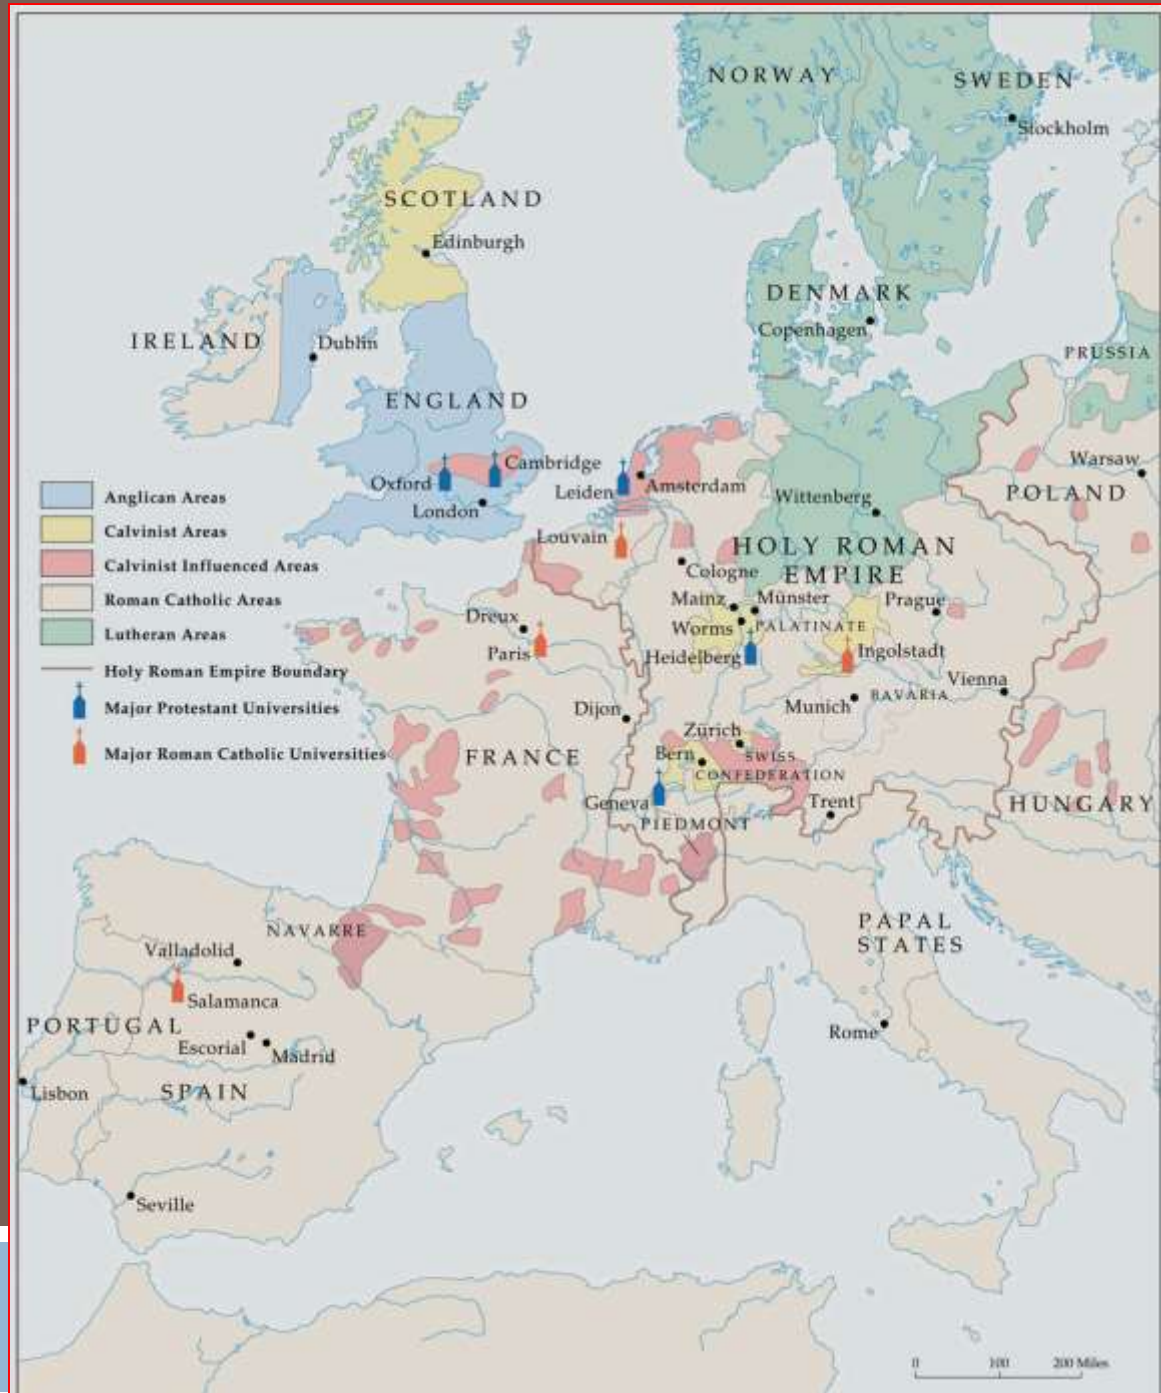 NORWAY
SWEDEN
Stockholm
SCOTLAND
Edinburgh
DENMARK
Copenhagen
IRELAND
Dublin
PRUSSIA
ENGLAND
Cambridge
Oxford
London
Leiden
Amsterdam
Warsaw
POLAND
Wittenberg
Louvain
HOLY ROMAN
EMPIRE
Cologne
Anglican Areas
Calvinist Areas
Calvinist Influenced Areas
Roman Catholic Areas
Lutheran Areas
Holy Roman Empire Boundary
Major Protestant Universities
Major Roman Catholic Universities
Mainz
Münster
Prague
Dreux
Worms
PALATINATE
Paris
Heidelberg
Ingolstadt
Vienna
Dijon
Munich
BAVARIA
Zürich
FRANCE
Bern
SWISS
CONFEDERATION
Geneva
Trent
HUNGARY
PIEDMONT
PAPAL
STATES
NAVARRE
Valladolid
Salamanca
PORTUGAL
Escorial
Madrid
Rome
Lisbon
SPAIN
Seville
0 100 200 Miles